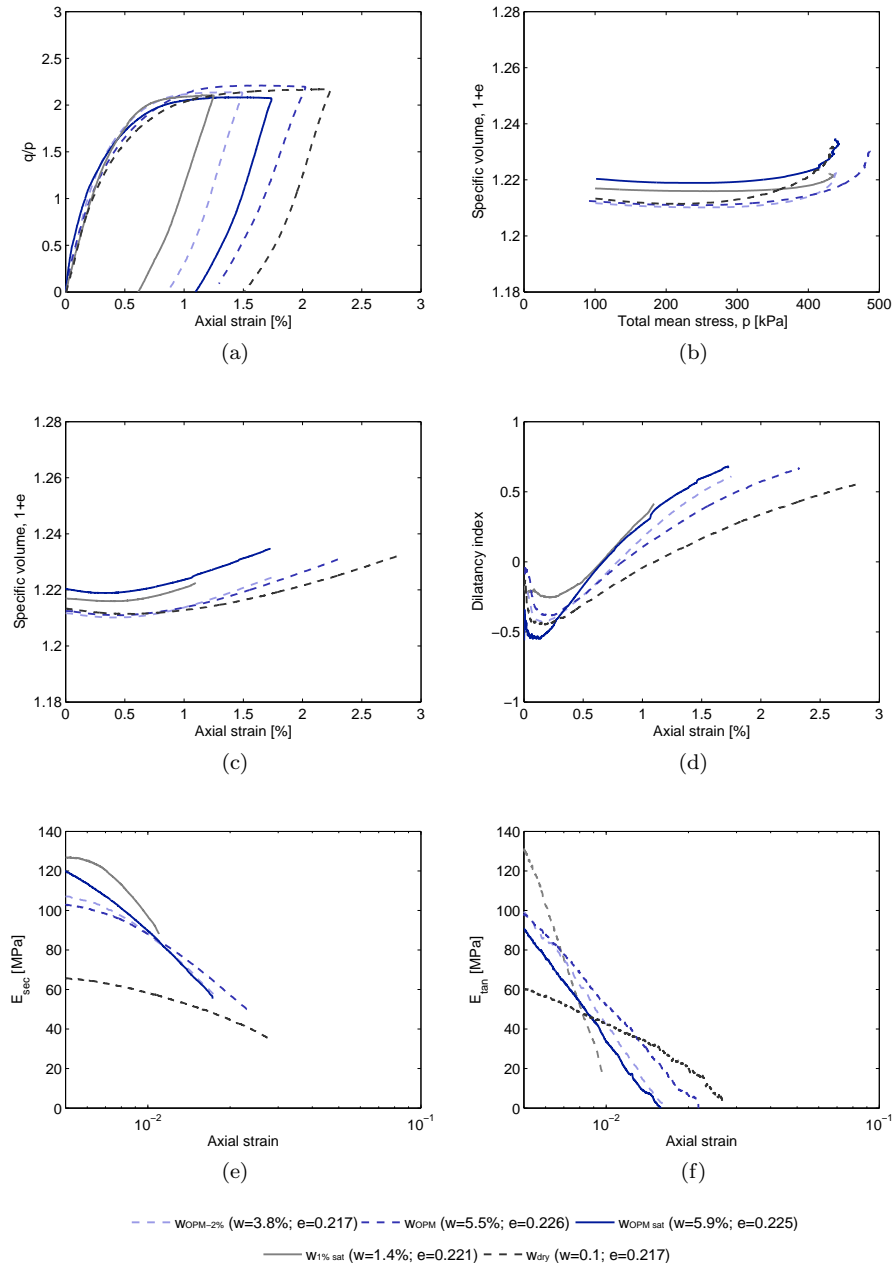 3
2.5
2
1.5
1
0.5
0
q/p
0 0.5 1 1.5 2 2.5 3
Axial strain [%]
(a)
1.28
1.26
1.24
1.22
1.2
1.18
Specific volume, 1+e
0 100 200 300 400 500
Total mean stress, p [kPa]
(b)
1.28
1.26
1.24
1.22
1.2
1.18
Specific volume, 1+e
0 0.5 1 1.5 2 2.5 3
Axial strain [%]
(c)
1
0.5
0
−0.5
−1
Dilatancy index
0 0.5 1 1.5 2 2.5 3
Axial strain [%]
(d)
140
120
100
80
60
40
20
0
E_sec [MPa]
10^−2 10^−1
Axial strain
(e)
140
120
100
80
60
40
20
0
E_tan [MPa]
10^−2 10^−1
Axial strain
(f)
w_OPM−2% (w=3.8%; e=0.217) w_OPM (w=5.5%; e=0.226) w_OPM sat (w=5.9%; e=0.225)
w_1% sat (w=1.4%; e=0.221) w_dry (w=0.1; e=0.217)